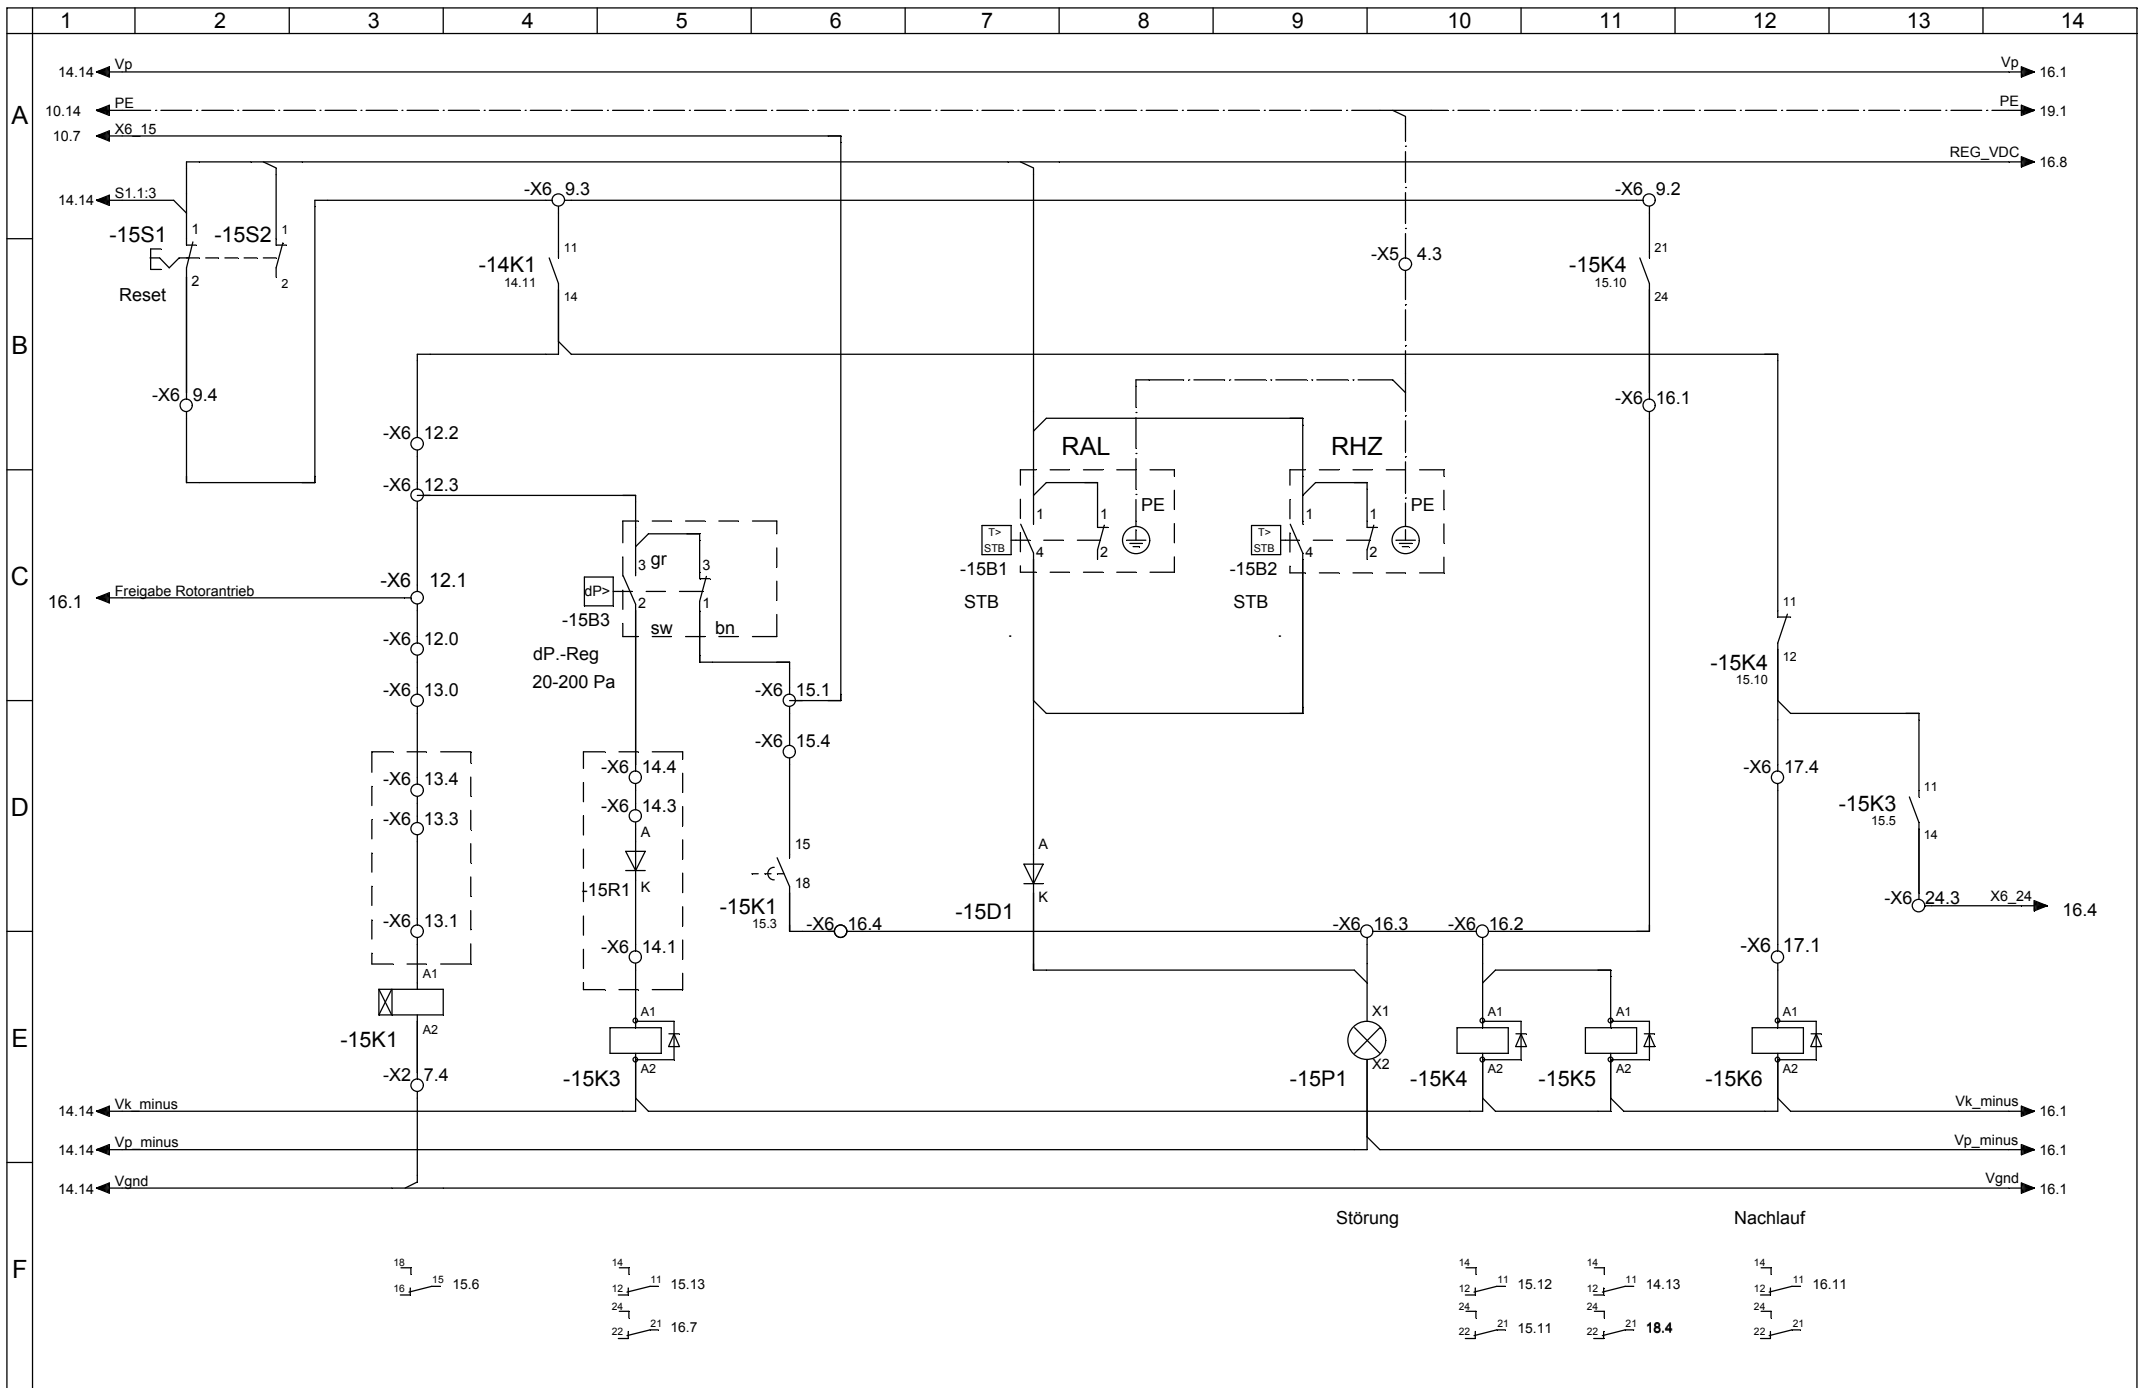 1 2 3 4 5 6 7 8 9 10 11 12 13 14
14.14 Vp Vp 16.1
A
10.14 PE PE 19.1
10.7 X6_15
REG_VDC 16.8
14.14 S1.1:3 -X6 9.3 -X6 9.2
-15S1 1 -15S2 1
11 21
-14K1 -X5 4.3 -15K4
14.11 15.10
2 2
Reset 14 24
B
-X6 9.4 -X6 16.1
-X6 12.2
RAL RHZ
-X6 12.3
1 1 PE 1 1 PE
T> T>
STB STB
4 2 4 2
3 gr 3
C
-X6 12.1 dP> -15B1 -15B2
16.1 Freigabe Rotorantrieb
2 1
-15B3 STB STB
11
sw bn
-X6 12.0
dP.-Reg
12
-15K4
20-200 Pa
15.10
-X6 13.0 -X6 15.1
-X6 15.4
-X6 13.4 -X6 14.4 -X6 17.4
11
D
-X6 14.3 -15K3
15.5
-X6 13.3
A 14
15 A
-15R1 K 18 K
-15K1 -15D1 -X6 24.3 X6_24 16.4
15.3
-X6 13.1 -X6 16.4 -X6 16.3 -X6 16.2
-X6 14.1 -X6 17.1
A1
A1 X1 A1 A1 A1
A2
E
-15K1
A2 X2 A2 A2 A2
-X2 7.4 -15K3 -15P1 -15K4 -15K5 -15K6
14.14 Vk_minus Vk_minus 16.1
14.14 Vp_minus Vp_minus 16.1
14.14 Vgnd Vgnd 16.1
Störung Nachlauf
F
18 14 14 14 14
16 15 15.6 12 11 15.13 12 11 15.12 12 11 14.13 12 11 16.11
24 24 24 24
22 21 16.7 22 21 15.11 22 21 18.4 22 21